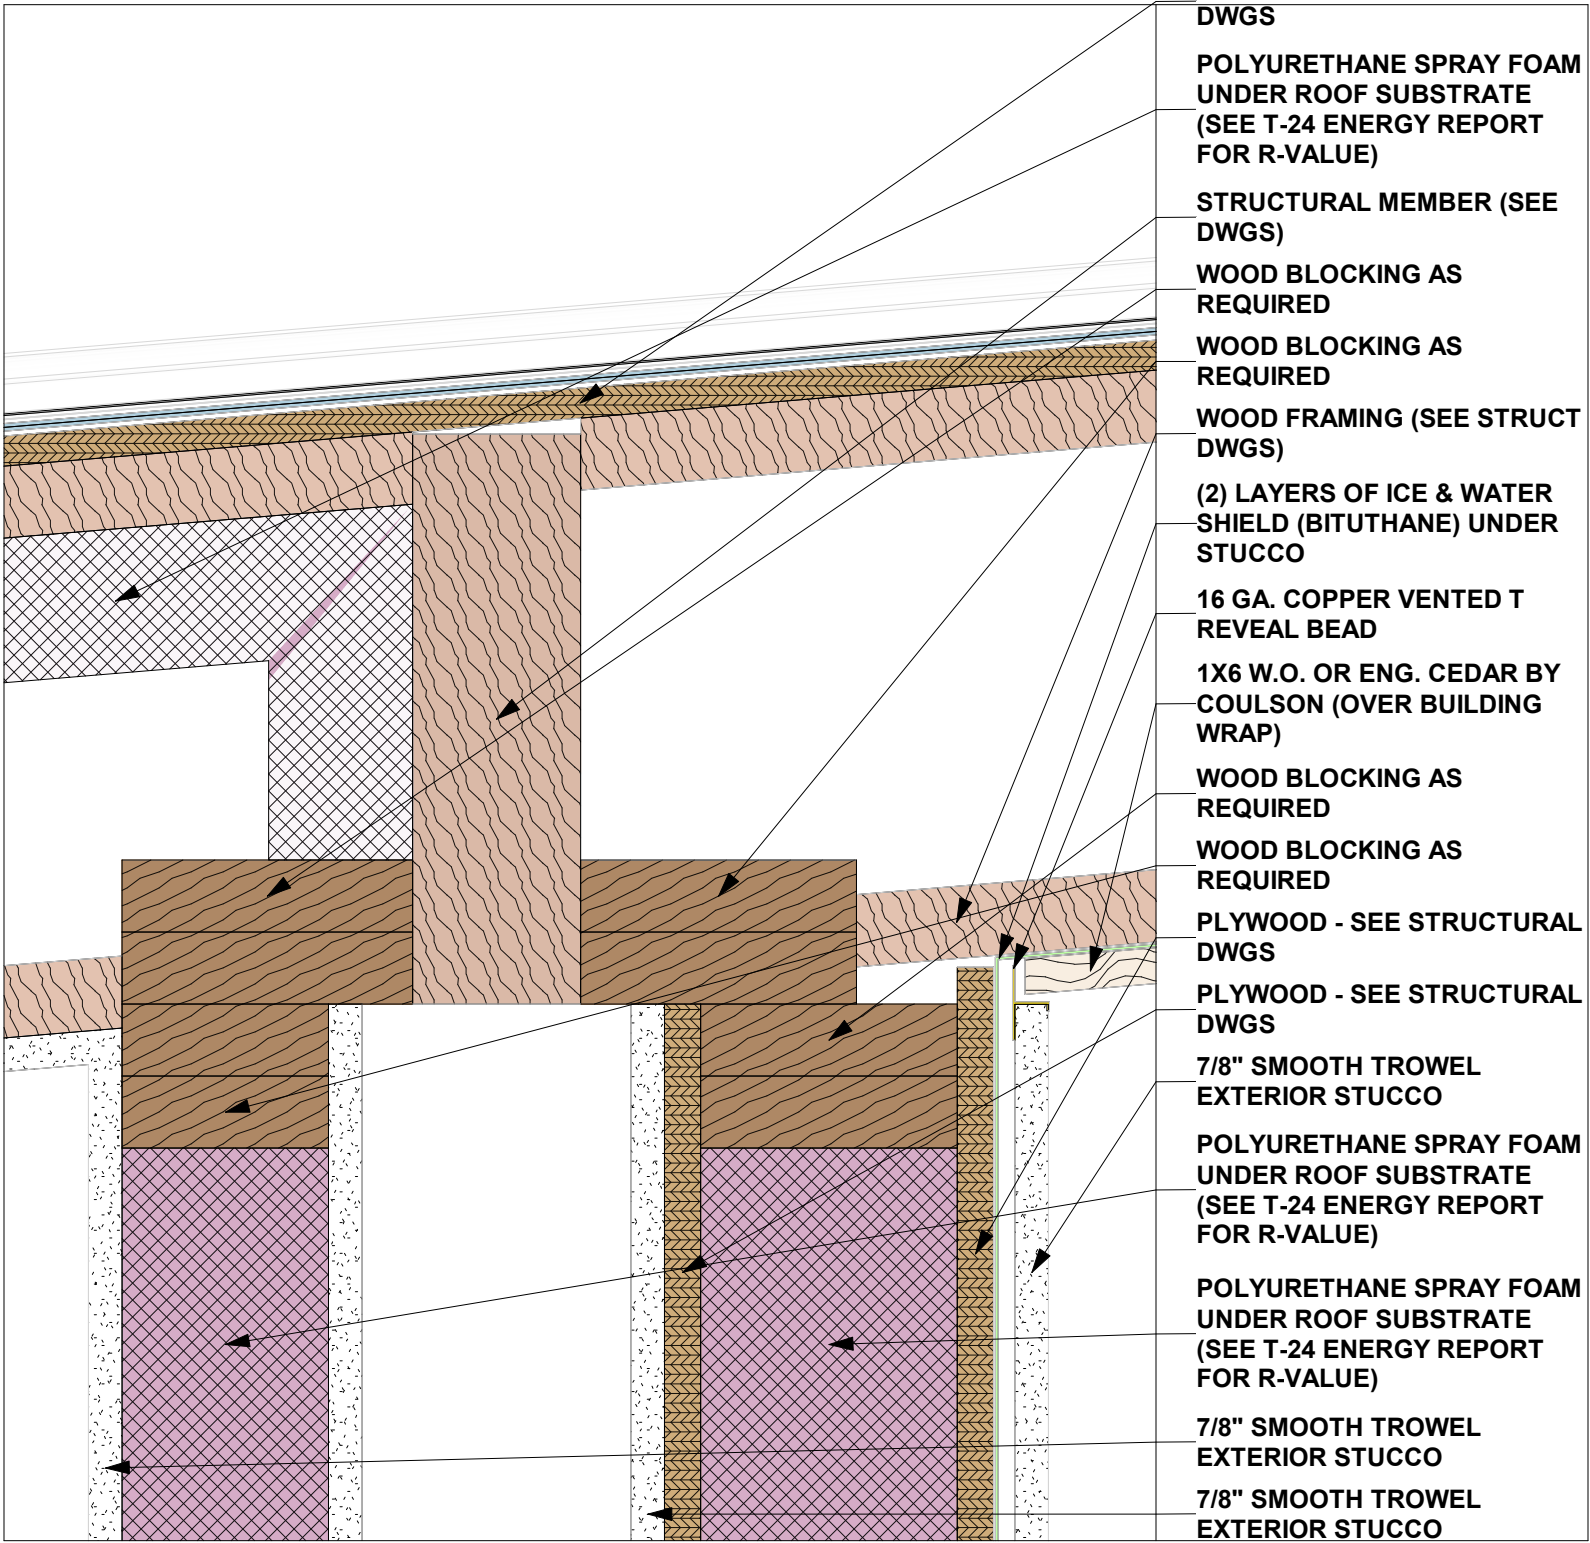 DWGS
POLYURETHANE SPRAY FOAM
UNDER ROOF SUBSTRATE
(SEE T-24 ENERGY REPORT
FOR R-VALUE)
STRUCTURAL MEMBER (SEE
DWGS)
WOOD BLOCKING AS
REQUIRED
WOOD BLOCKING AS
REQUIRED
WOOD FRAMING (SEE STRUCT
DWGS)
(2) LAYERS OF ICE & WATER
SHIELD (BITUTHANE) UNDER
STUCCO
16 GA. COPPER VENTED T
REVEAL BEAD
1X6 W.O. OR ENG. CEDAR BY
COULSON (OVER BUILDING
WRAP)
WOOD BLOCKING AS
REQUIRED
WOOD BLOCKING AS
REQUIRED
PLYWOOD - SEE STRUCTURAL
DWGS
PLYWOOD - SEE STRUCTURAL
DWGS
7/8" SMOOTH TROWEL
EXTERIOR STUCCO
POLYURETHANE SPRAY FOAM
UNDER ROOF SUBSTRATE
(SEE T-24 ENERGY REPORT
FOR R-VALUE)
POLYURETHANE SPRAY FOAM
UNDER ROOF SUBSTRATE
(SEE T-24 ENERGY REPORT
FOR R-VALUE)
7/8" SMOOTH TROWEL
EXTERIOR STUCCO
7/8" SMOOTH TROWEL
EXTERIOR STUCCO